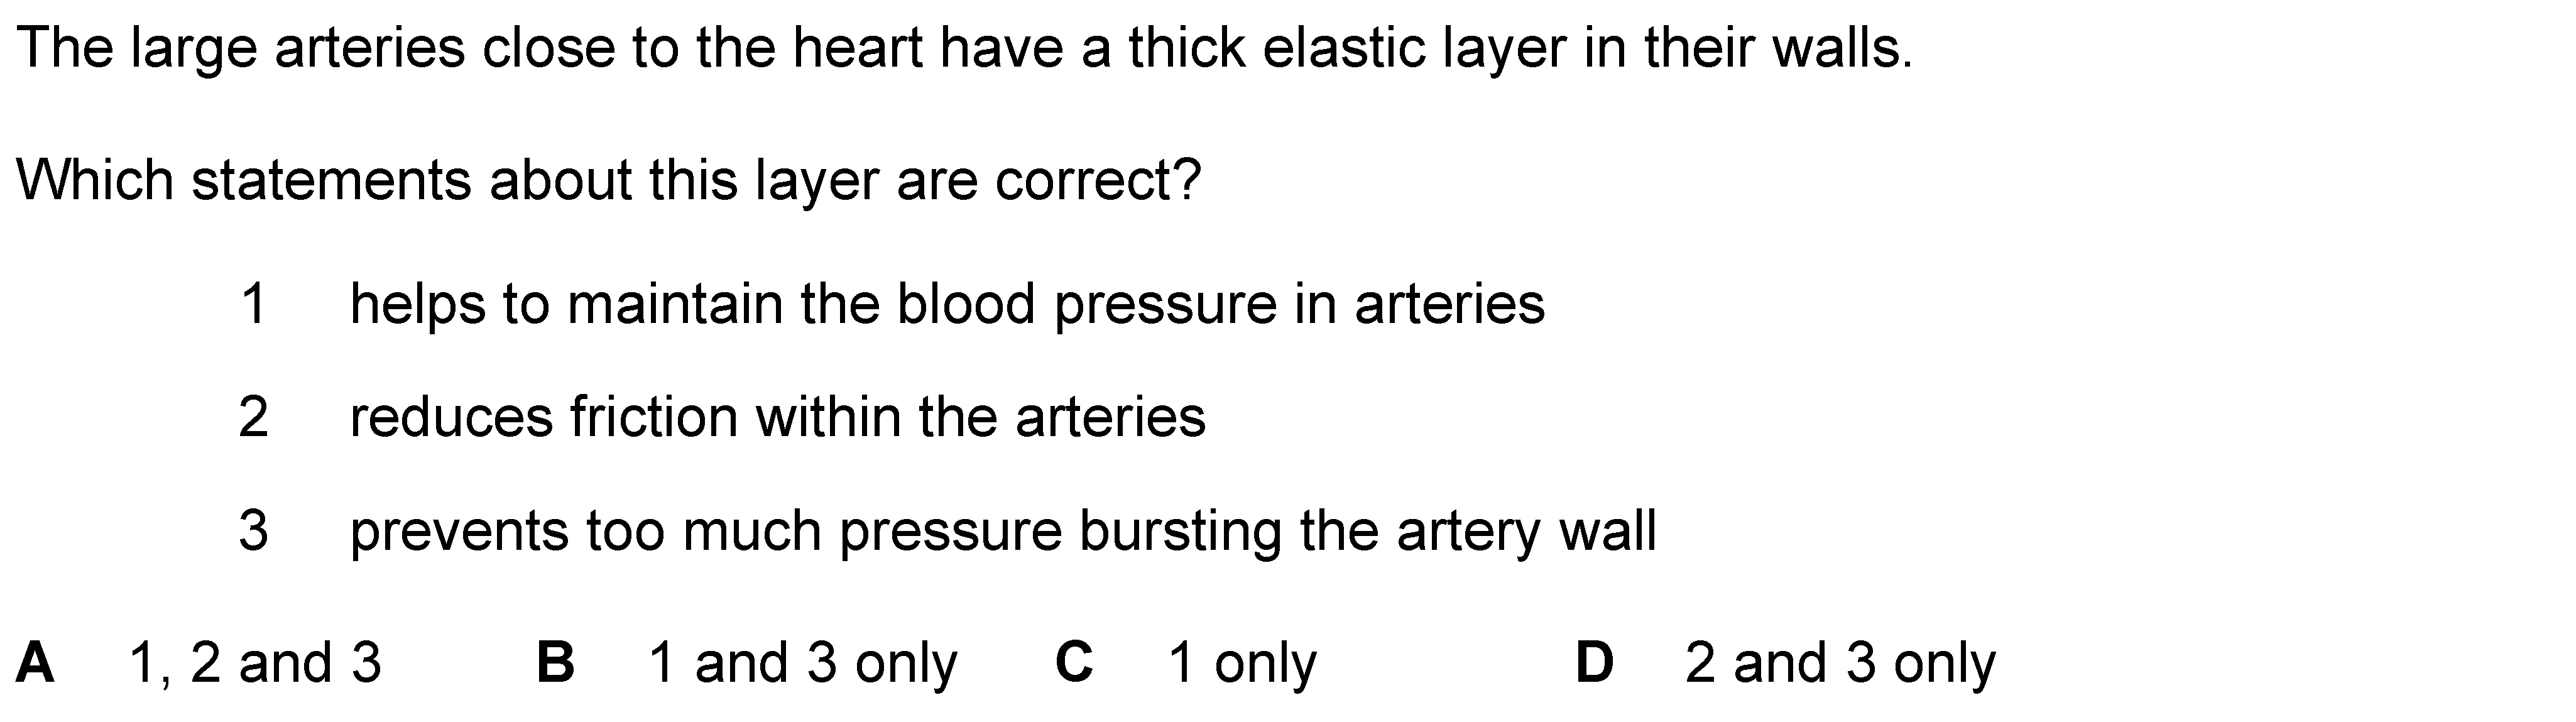 The large arteries close to the heart have a thick elastic layer in their walls.
Which statements about this layer are correct?
1 helps to maintain the blood pressure in arteries
2 reduces friction within the arteries
3 prevents too much pressure bursting the artery wall
A 1, 2 and 3 B 1 and 3 only C 1 only D 2 and 3 only